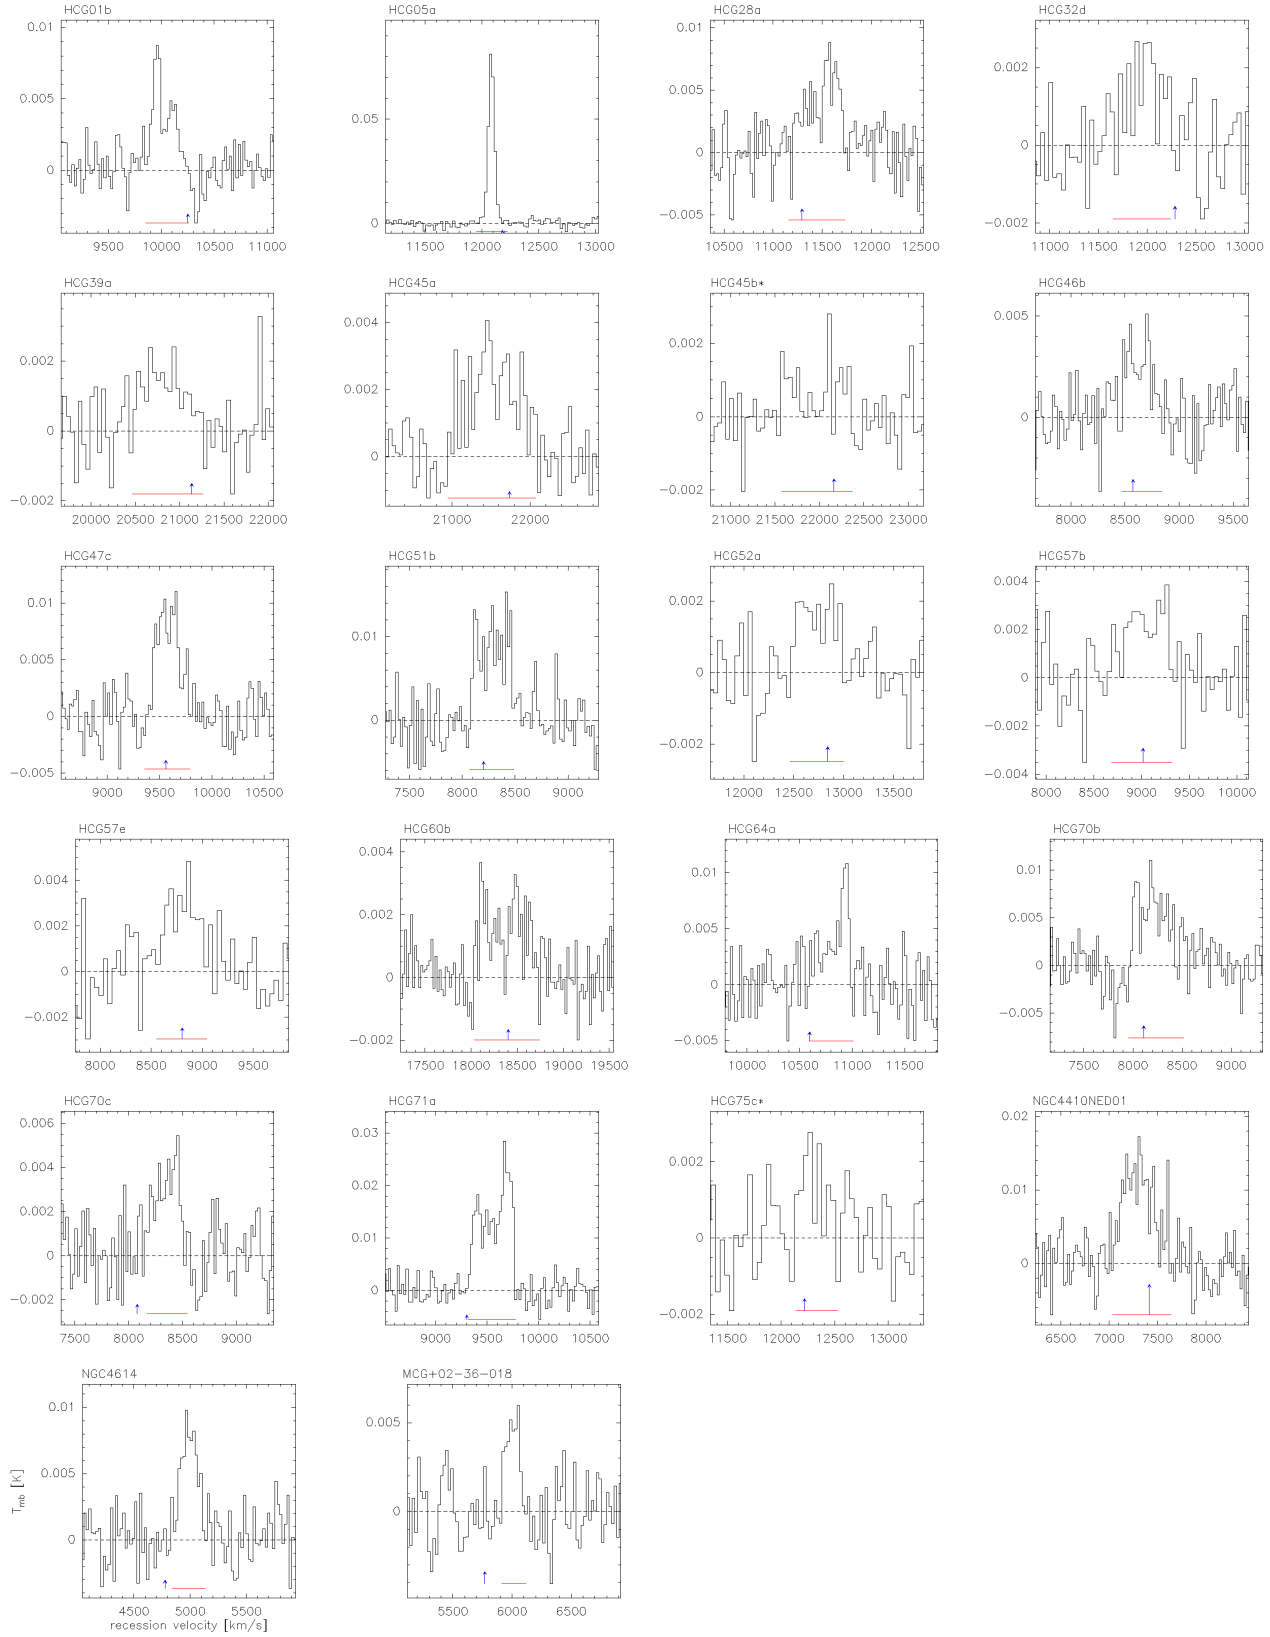 HCG01b HCG05a HCG28a HCG32d
0.01
0.005
0
9500 10000 10500 11000
0.05
0
11500 12000 12500 13000
0.01
0.005
0
−0.005
10500 11000 11500 12000 12500
0.002
0
−0.002
11000 11500 12000 12500 13000
HCG39a HCG45a HCG45b* HCG46b
0.002
0
−0.002
20000 20500 21000 21500 22000
0.004
0.002
0
21000 22000
0.002
0
−0.002
21000 21500 22000 22500 23000
0.005
0
8000 8500 9000 9500
HCG47c HCG51b HCG52a HCG57b
0.01
0.005
0
−0.005
9000 9500 10000 10500
0.01
0
7500 8000 8500 9000
0.002
0
−0.002
12000 12500 13000 13500
0.004
0.002
0
−0.002
−0.004
8000 8500 9000 9500 10000
HCG57e HCG60b HCG64a HCG70b
0.004
0.002
0
−0.002
8000 8500 9000 9500
0.004
0.002
0
−0.002
17500 18000 18500 19000 19500
0.01
0.005
0
−0.005
10000 10500 11000 11500
0.01
0.005
0
−0.005
7500 8000 8500 9000
HCG70c HCG71a HCG75c* NGC4410NED01
0.006
0.004
0.002
0
−0.002
7500 8000 8500 9000
0.03
0.02
0.01
0
9000 9500 10000 10500
0.002
0
−0.002
11500 12000 12500 13000
0.02
0.01
0
6500 7000 7500 8000
NGC4614 MCG+02−36−018
0.01
0.005
0
T_mb [K]
4500 5000 5500
recession velocity [km/s]
0.005
0
5500 6000 6500